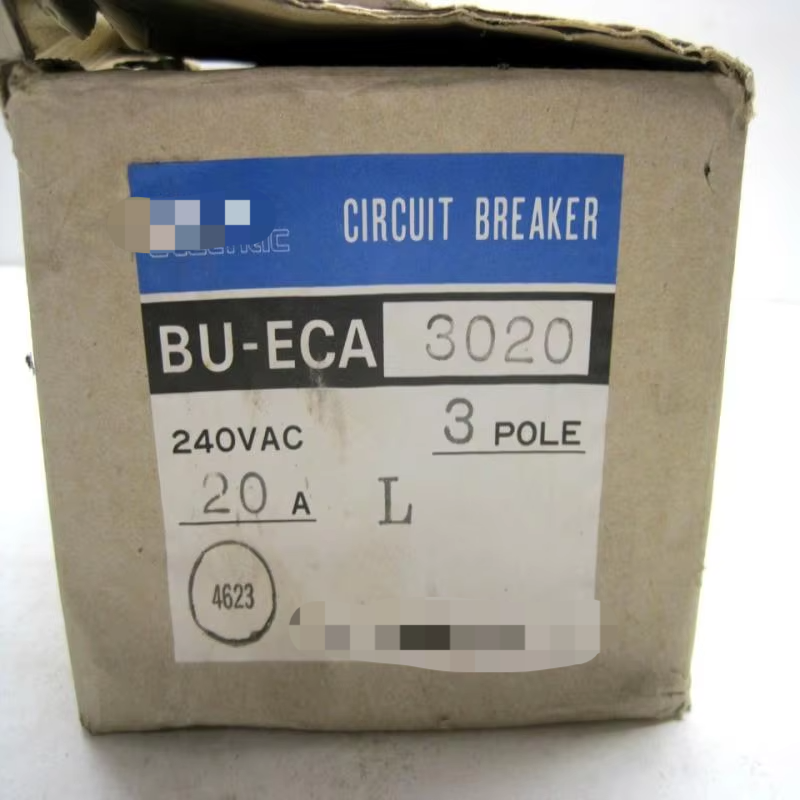 CIRCUIT BREAKER
BU-ECA 3020
240VAC 3 POLE
20 A L
4623